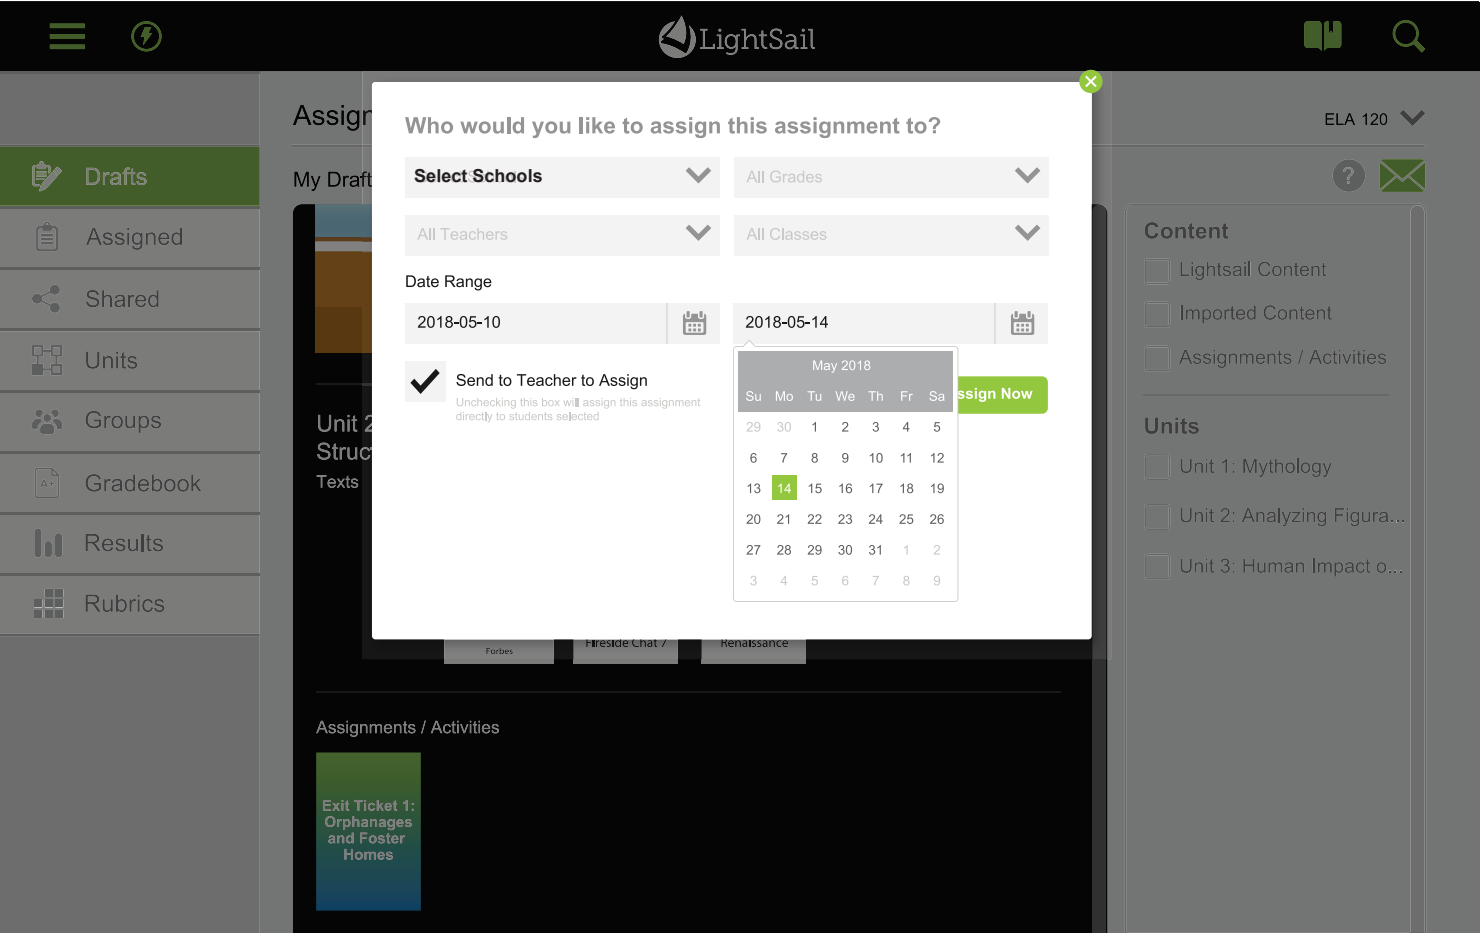 LightSail
Who would you like to assign this assignment to?
ELA 120
Drafts
Assigned
Shared
Units
Groups
Gradebook
A+
Results
Rubrics
My Draft
Select Schools
All Grades
All Teachers
All Classes
Date Range
2018-05-10
2018-05-14
Send to Teacher to Assign
Unchecking this box will assign this assignment
directly to students selected
May 2018
Su Mo Tu We Th Fr Sa
29 30 1 2 3 4 5
6 7 8 9 10 11 12
13 14 15 16 17 18 19
20 21 22 23 24 25 26
27 28 29 30 31 1 2
3 4 5 6 7 8 9
ssign Now
Unit 2
Struc
Texts
Forbes
Fireside Chat 7
Renaissance
Assignments / Activities
Exit Ticket 1:
Orphanages
and Foster
Homes
?
Content
Lightsail Content
Imported Content
Assignments / Activities
Units
Unit 1: Mythology
Unit 2: Analyzing Figura...
Unit 3: Human Impact o...